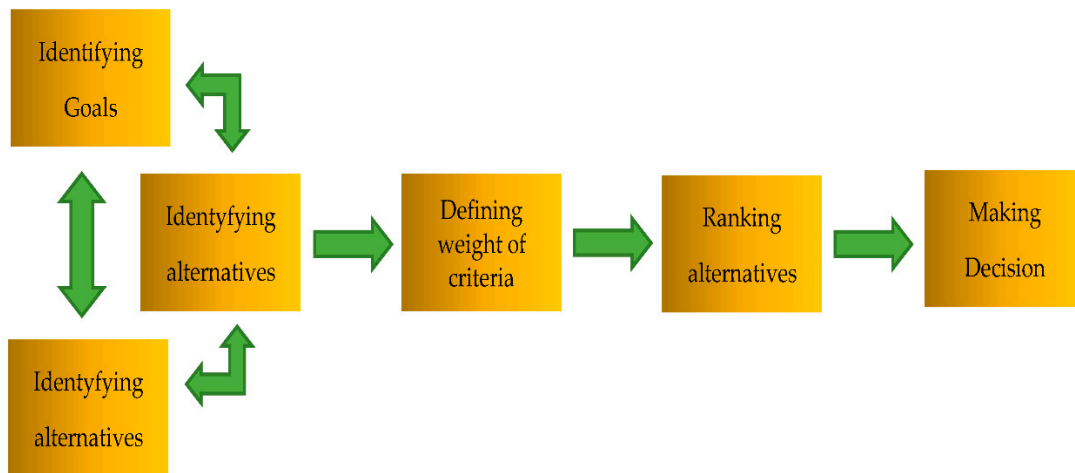 Identifying
Goals
Identyfying
alternatives
Defining
weight of
criteria
Ranking
alternatives
Making
Decision
Identyfying
alternatives